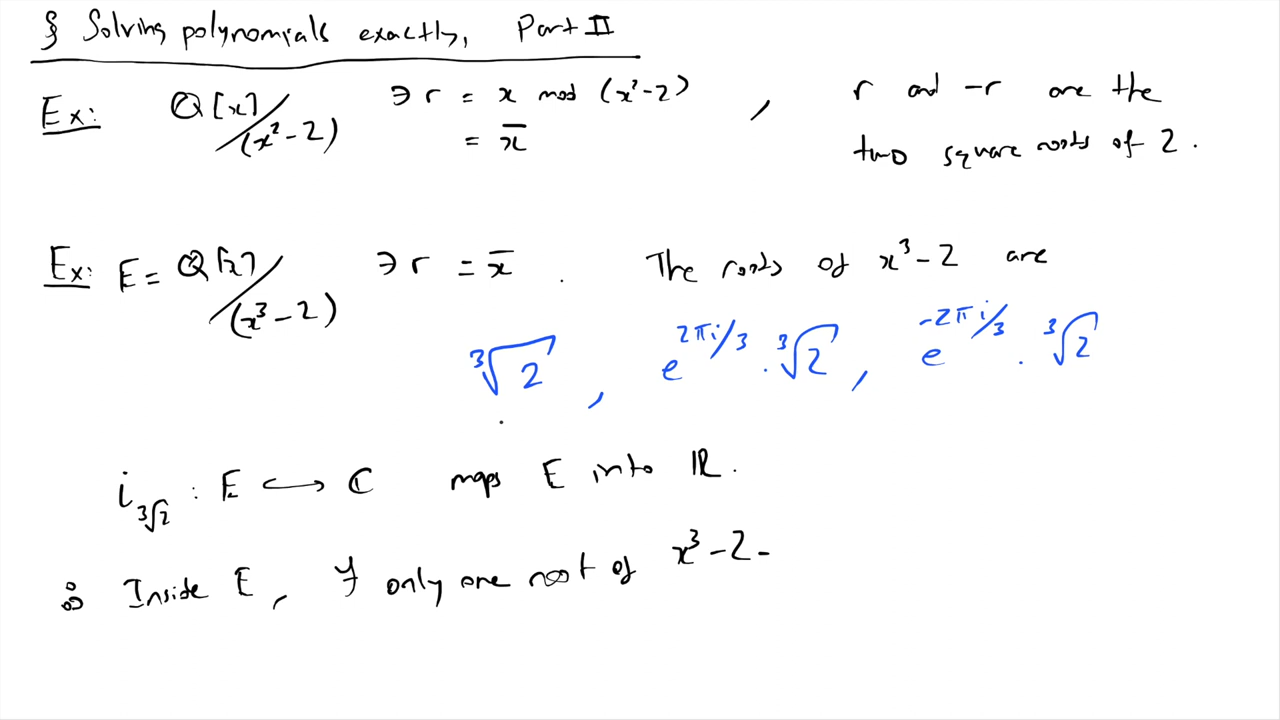 § Solving polynomials exactly, Part II
Ex: ℚ[x]/(x²-2) ∋ r = x mod (x²-2) , r and -r are the
= x̄ two square roots of 2.
Ex: E = ℚ[x]/(x³-2) ∋ r = x̄ . The roots of x³-2 are
∛2 , e^{2πi/3} · ∛2 , e^{-2πi/3} · ∛2
i_{∛2} : E ↪ ℂ maps E into ℝ.
∴ Inside E, ∃ only one root of x³-2-